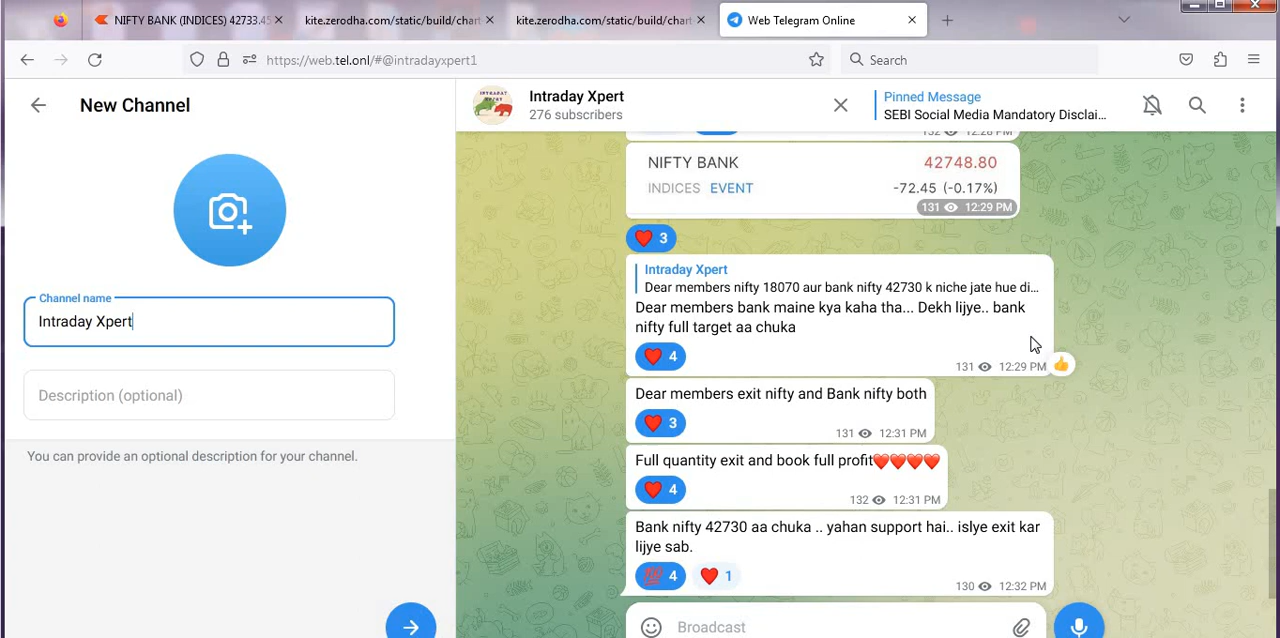 NIFTY BANK (INDICES) 42733.45
kite.zerodha.com/static/build/chart
kite.zerodha.com/static/build/chart
Web Telegram Online
https://web.tel.onl/#@intradayxpert1
Search
New Channel
Channel name
Intraday Xpert
Description (optional)
You can provide an optional description for your channel.
INTRADAY
XPERT
Intraday Xpert
276 subscribers
Pinned Message
SEBI Social Media Mandatory Disclai...
132 12:28 PM
NIFTY BANK 42748.80
INDICES EVENT -72.45 (-0.17%)
131 12:29 PM
3
Intraday Xpert
Dear members nifty 18070 aur bank nifty 42730 k niche jate hue di...
Dear members bank maine kya kaha tha... Dekh lijye.. bank
nifty full target aa chuka
4
131 12:29 PM
Dear members exit nifty and Bank nifty both
3
131 12:31 PM
Full quantity exit and book full profit
4
132 12:31 PM
Bank nifty 42730 aa chuka .. yahan support hai.. islye exit kar
lijye sab.
4 1
130 12:32 PM
Broadcast